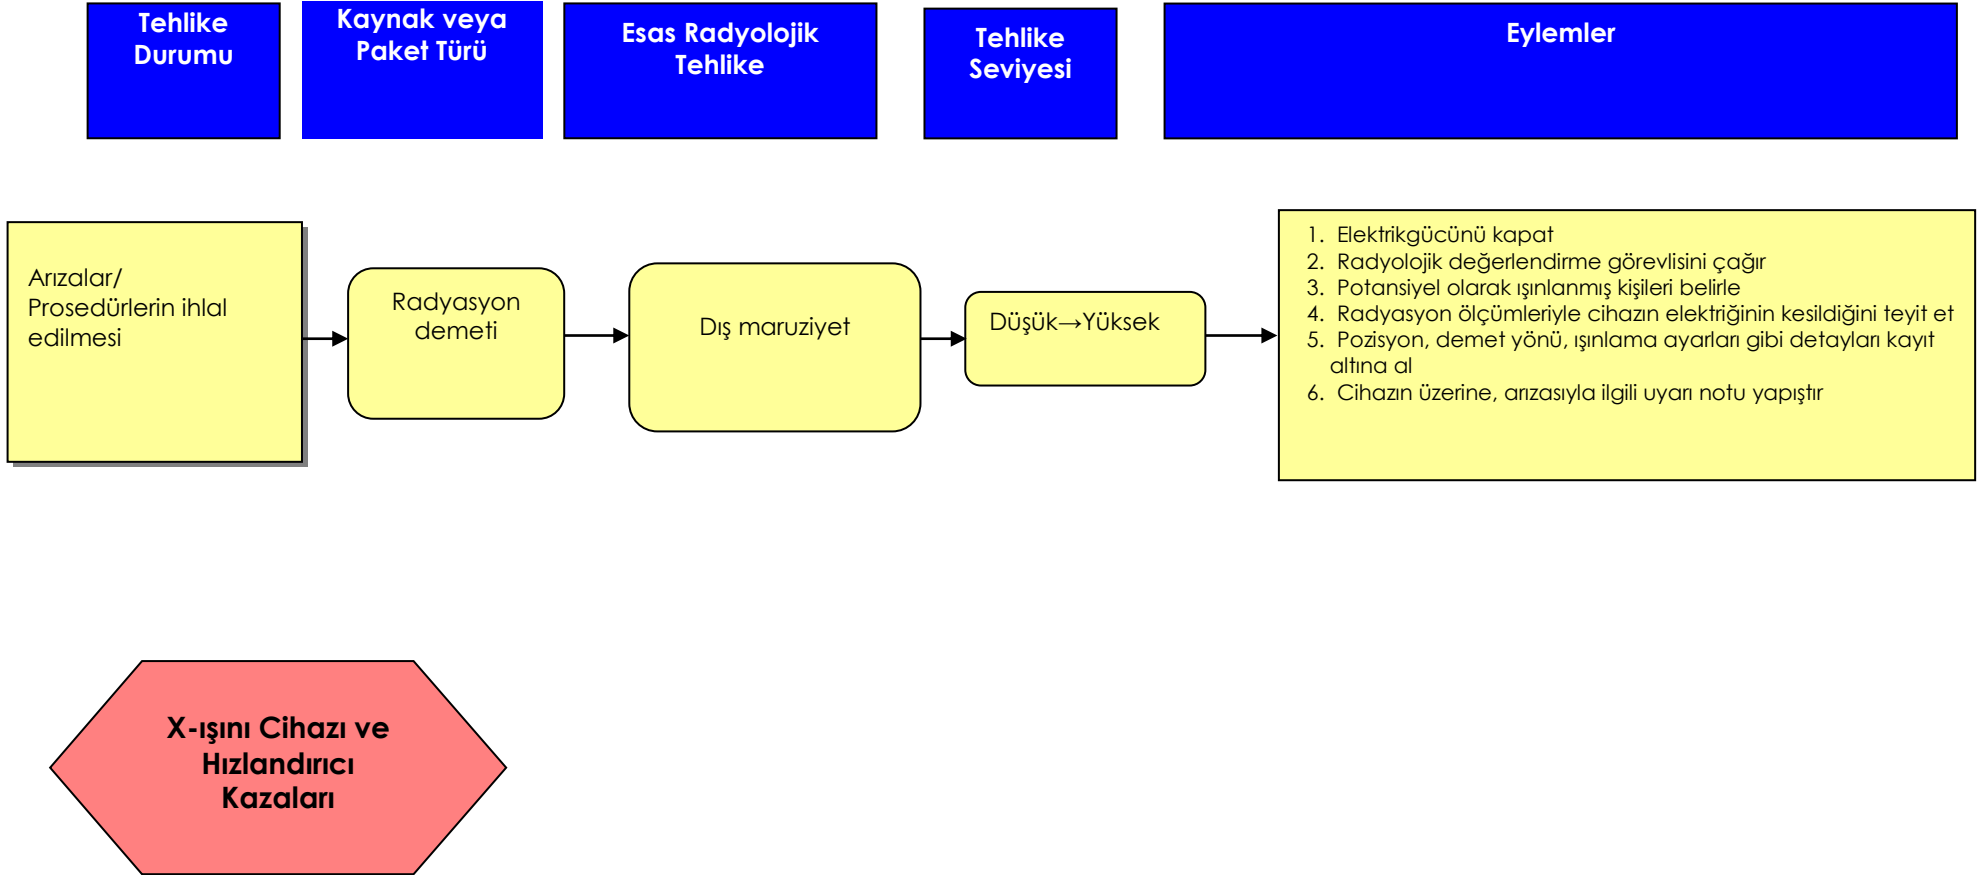 Tehlike
Durumu
Kaynak veya
Paket Türü
Esas Radyolojik
Tehlike
Tehlike
Seviyesi
Eylemler
Arızalar/
Prosedürlerin ihlal
edilmesi
Radyasyon
demeti
Dış maruziyet
Düşük→Yüksek
1. Elektrikgücünü kapat
2. Radyolojik değerlendirme görevlisini çağır
3. Potansiyel olarak ışınlanmış kişileri belirle
4. Radyasyon ölçümleriyle cihazın elektriğinin kesildiğini teyit et
5. Pozisyon, demet yönü, ışınlama ayarları gibi detayları kayıt
altına al
6. Cihazın üzerine, arızasıyla ilgili uyarı notu yapıştır
X-ışını Cihazı ve
Hızlandırıcı
Kazaları